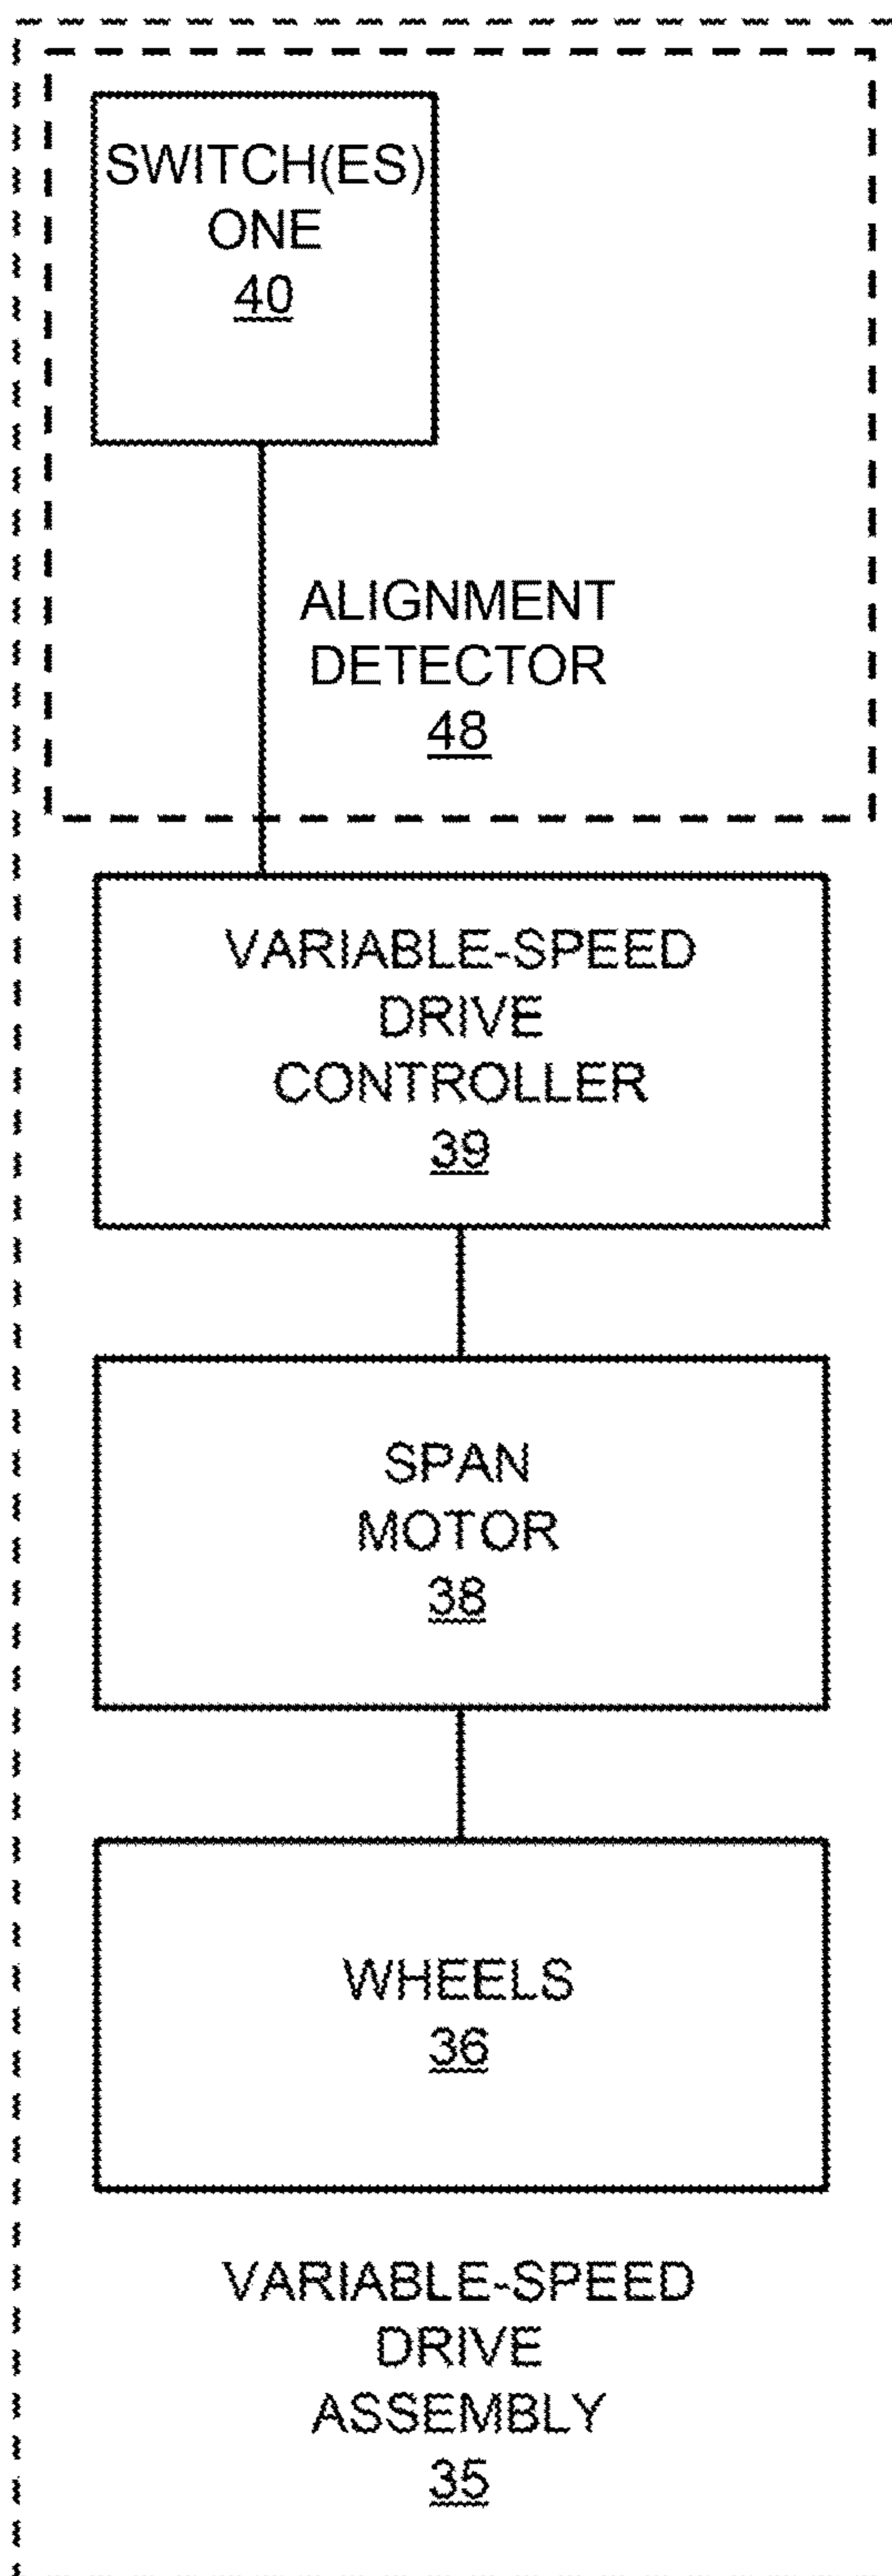 SWITCH(ES)
ONE
40
ALIGNMENT
DETECTOR
48
VARIABLE-SPEED
DRIVE
CONTROLLER
39
SPAN
MOTOR
38
WHEELS
36
VARIABLE-SPEED
DRIVE
ASSEMBLY
35